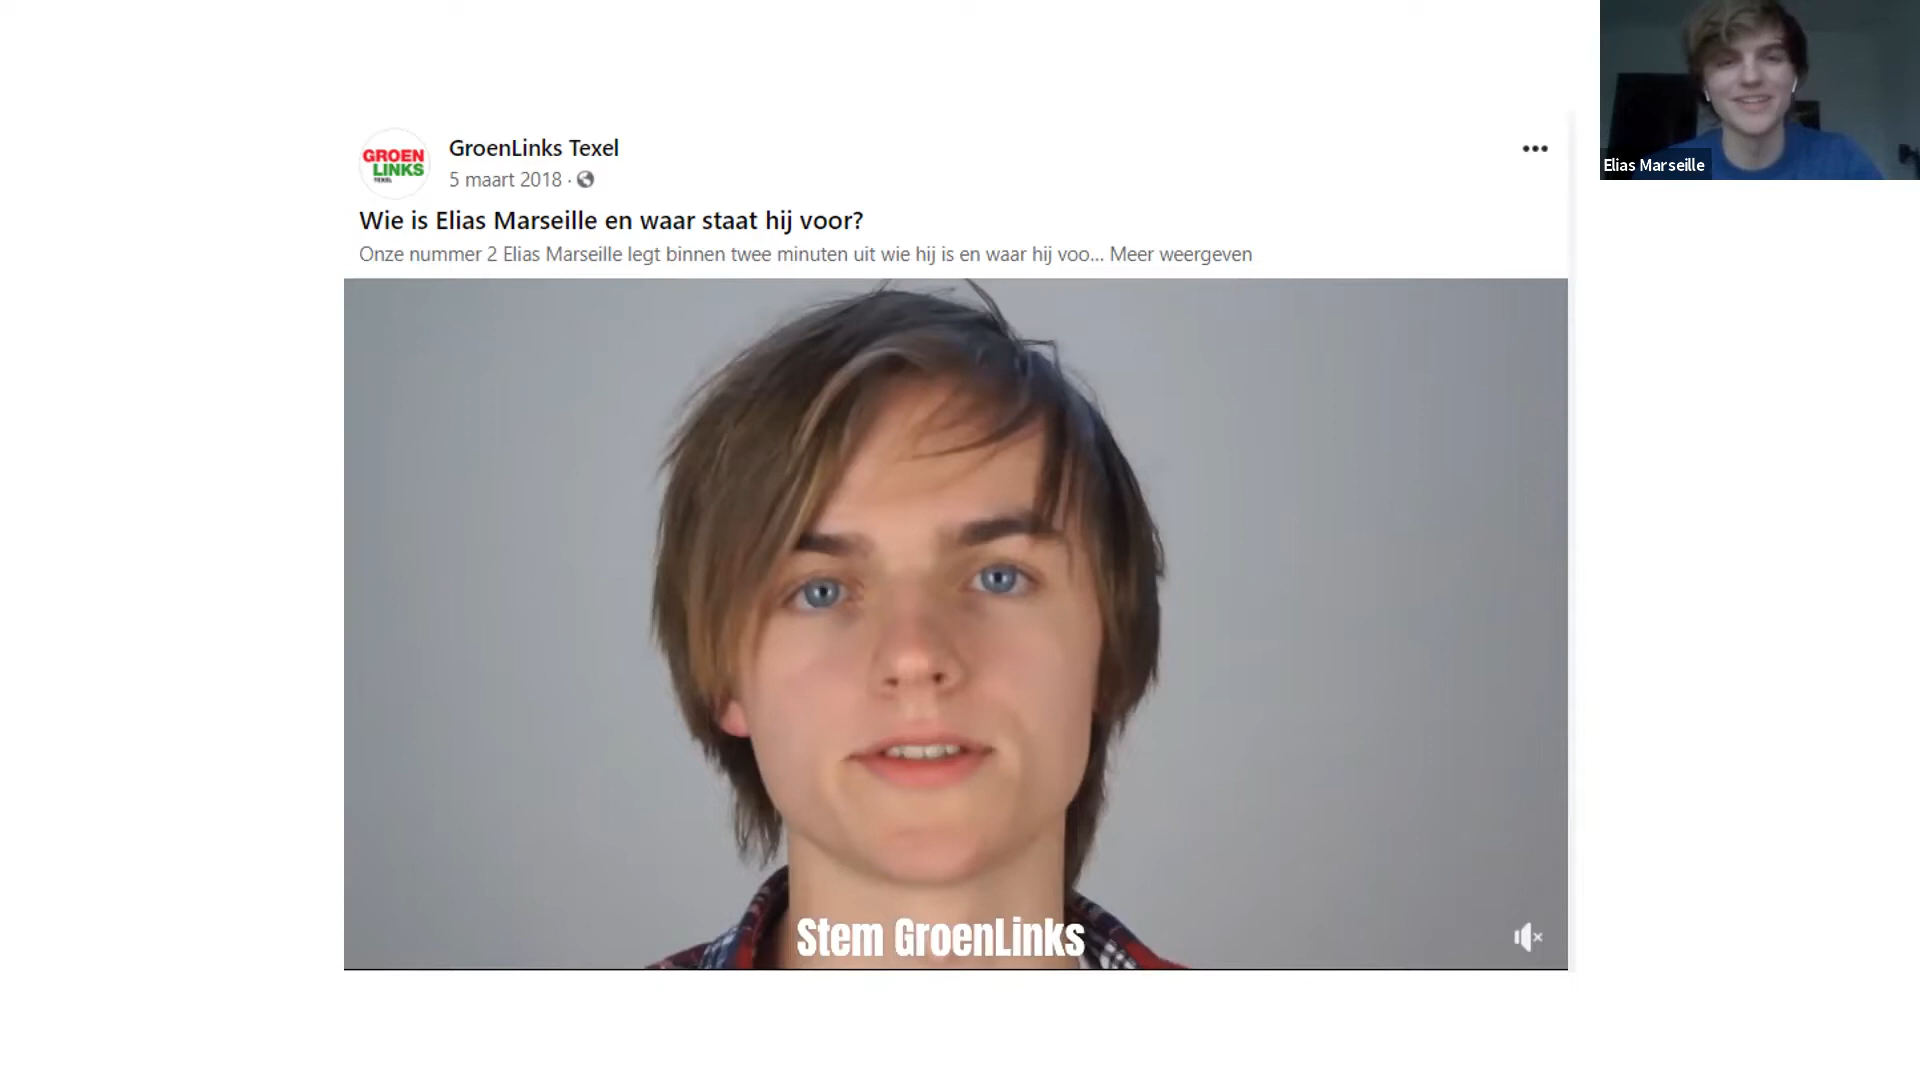 GROEN
LINKS
TEXEL
GroenLinks Texel
5 maart 2018 ·
Wie is Elias Marseille en waar staat hij voor?
Onze nummer 2 Elias Marseille legt binnen twee minuten uit wie hij is en waar hij voo... Meer weergeven
Stem GroenLinks
Elias Marseille